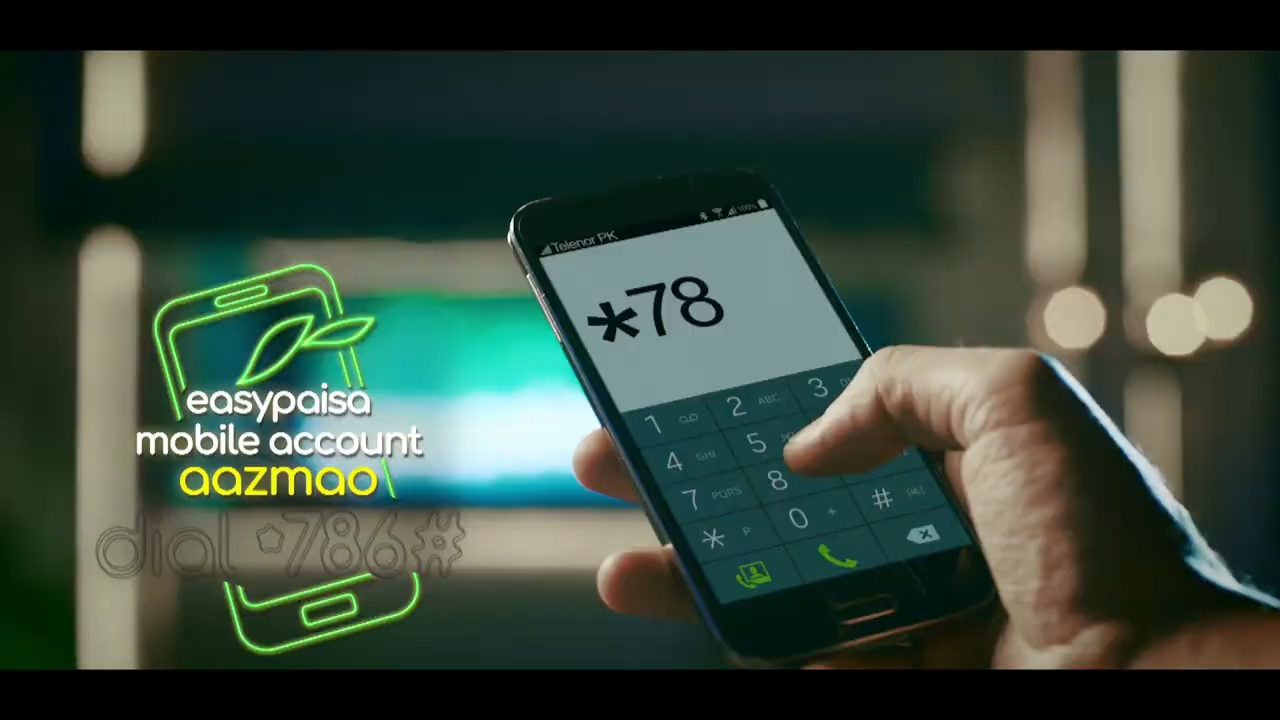 easypaisa
mobile account
aazmao
dial *786#
Telenor PK
100%
*78
1
2 ABC
3
4 GHI
5
7 PQRS
8
* P
0 +
#